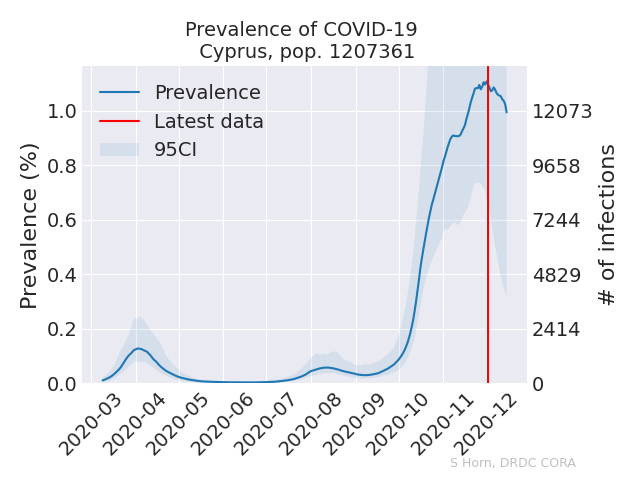 Prevalence of COVID-19
Cyprus, pop. 1207361
Prevalence
Latest data
95CI
Prevalence (%)
1.0
0.8
0.6
0.4
0.2
0.0
12073
9658
7244
4829
2414
0
# of infections
2020-03
2020-04
2020-05
2020-06
2020-07
2020-08
2020-09
2020-10
2020-11
2020-12
S Horn, DRDC CORA